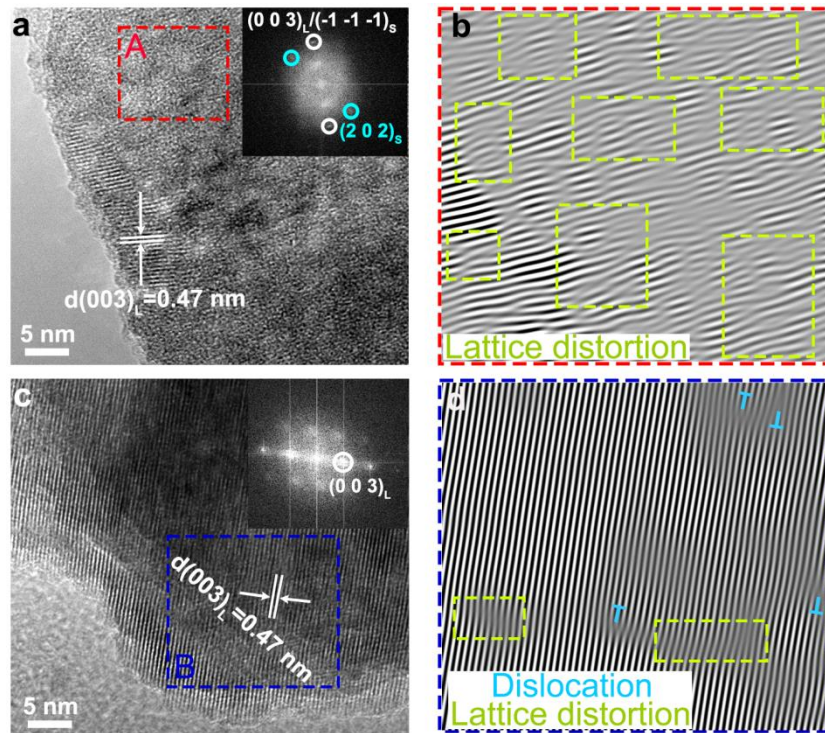 a
A
(0 0 3)L/(-1 -1 -1)S
(2 0 2)S
d(003)L=0.47 nm
5 nm
b
Lattice distortion
c
(0 0 3)L
d(003)L=0.47 nm
B
5 nm
d
Dislocation
Lattice distortion